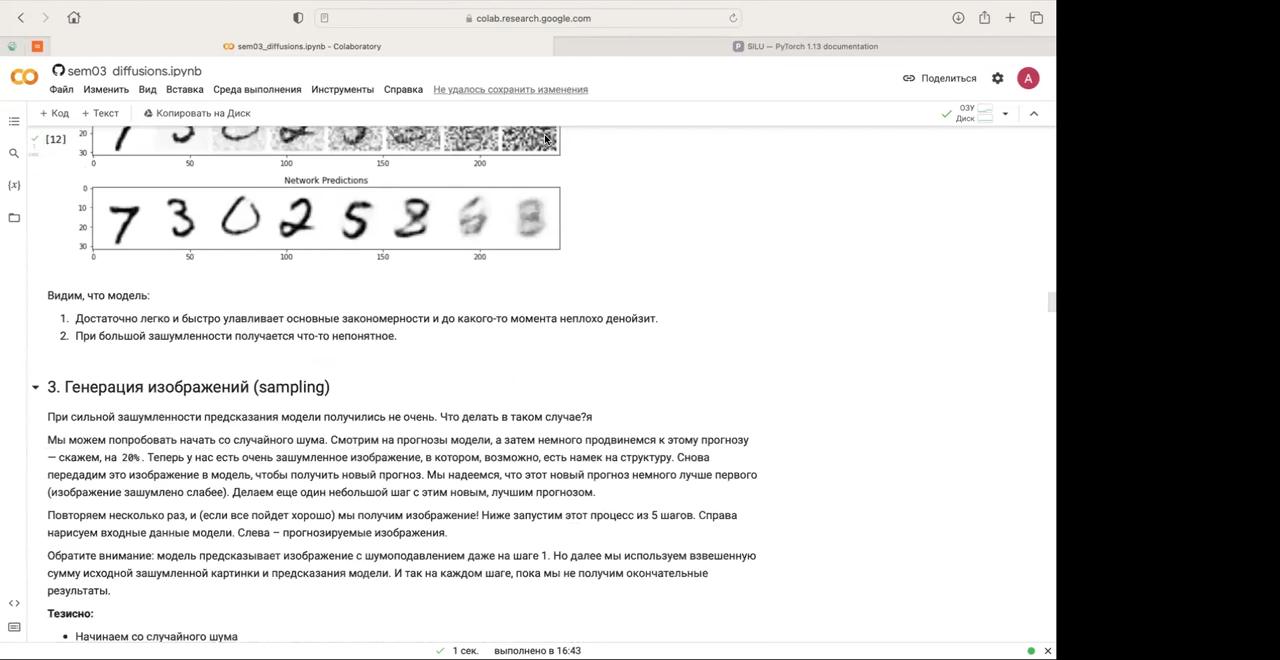 colab.research.google.com
sem03_diffusions.ipynb - Colaboratory
SiLU — PyTorch 1.13 documentation
sem03 diffusions.ipynb
Поделиться
A
Файл Изменить Вид Вставка Среда выполнения Инструменты Справка Не удалось сохранить изменения
+ Код + Текст Копировать на Диск
ОЗУ
Диск
[12]
20
30
0 50 100 150 200
Network Predictions
0
10
20
30
7 3 0 2 5 8
0 50 100 150 200
Видим, что модель:
1. Достаточно легко и быстро улавливает основные закономерности и до какого-то момента неплохо денойзит.
2. При большой зашумленности получается что-то непонятное.
3. Генерация изображений (sampling)
При сильной зашумленности предсказания модели получились не очень. Что делать в таком случае?я
Мы можем попробовать начать со случайного шума. Смотрим на прогнозы модели, а затем немного продвинемся к этому прогнозу
— скажем, на 20%. Теперь у нас есть очень зашумленное изображение, в котором, возможно, есть намек на структуру. Снова
передадим это изображение в модель, чтобы получить новый прогноз. Мы надеемся, что этот новый прогноз немного лучше первого
(изображение зашумлено слабее). Делаем еще один небольшой шаг с этим новым, лучшим прогнозом.
Повторяем несколько раз, и (если все пойдет хорошо) мы получим изображение! Ниже запустим этот процесс из 5 шагов. Справа
нарисуем входные данные модели. Слева – прогнозируемые изображения.
Обратите внимание: модель предсказывает изображение с шумоподавлением даже на шаге 1. Но далее мы используем взвешенную
сумму исходной зашумленной картинки и предсказания модели. И так на каждом шаге, пока мы не получим окончательные
результаты.
Тезисно:
• Начинаем со случайного шума
1 сек. выполнено в 16:43